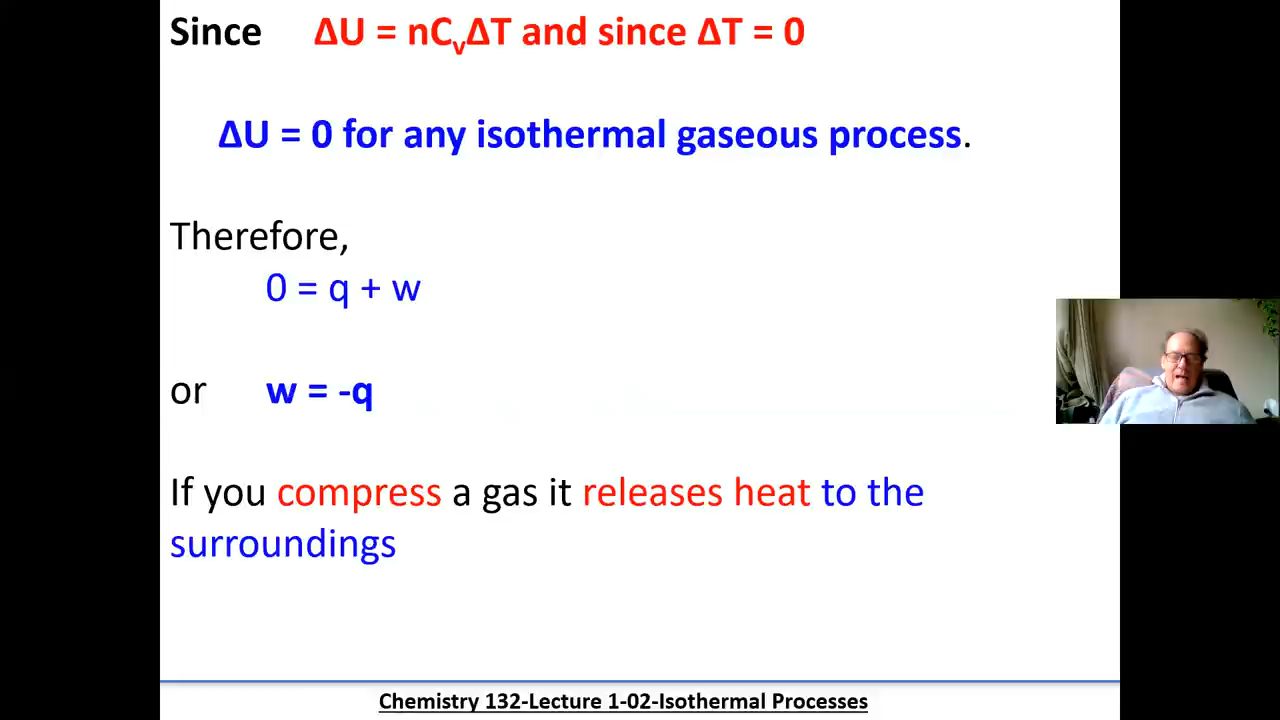 Since ΔU = nCᵥΔT and since ΔT = 0
ΔU = 0 for any isothermal gaseous process.
Therefore,
0 = q + w
or w = -q
If you compress a gas it releases heat to the
surroundings
Chemistry 132-Lecture 1-02-Isothermal Processes